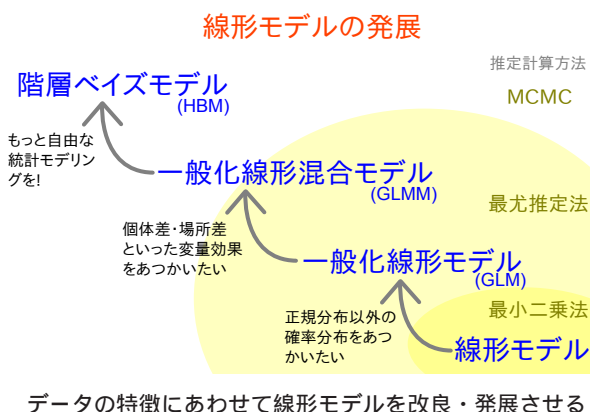 線形モデルの発展
推定計算方法
MCMC
階層ベイズモデル
(HBM)
もっと自由な
統計モデリン
グを!
一般化線形混合モデル
(GLMM)
最尤推定法
個体差・場所差
といった変量効果
をあつかいたい
一般化線形モデル
(GLM)
最小二乗法
正規分布以外の
確率分布をあつ
かいたい
線形モデル
データの特徴にあわせて線形モデルを改良・発展させる